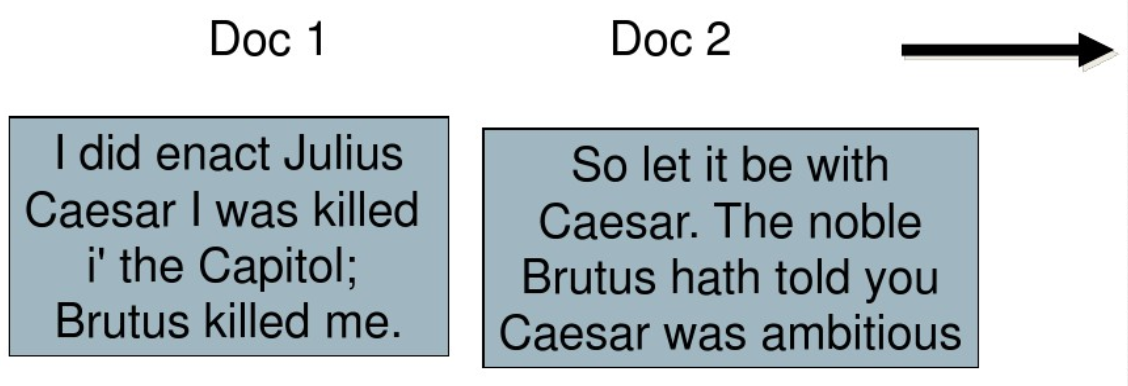 Doc 1
I did enact Julius
Caesar I was killed
i' the Capitol;
Brutus killed me.
Doc 2
So let it be with
Caesar. The noble
Brutus hath told you
Caesar was ambitious